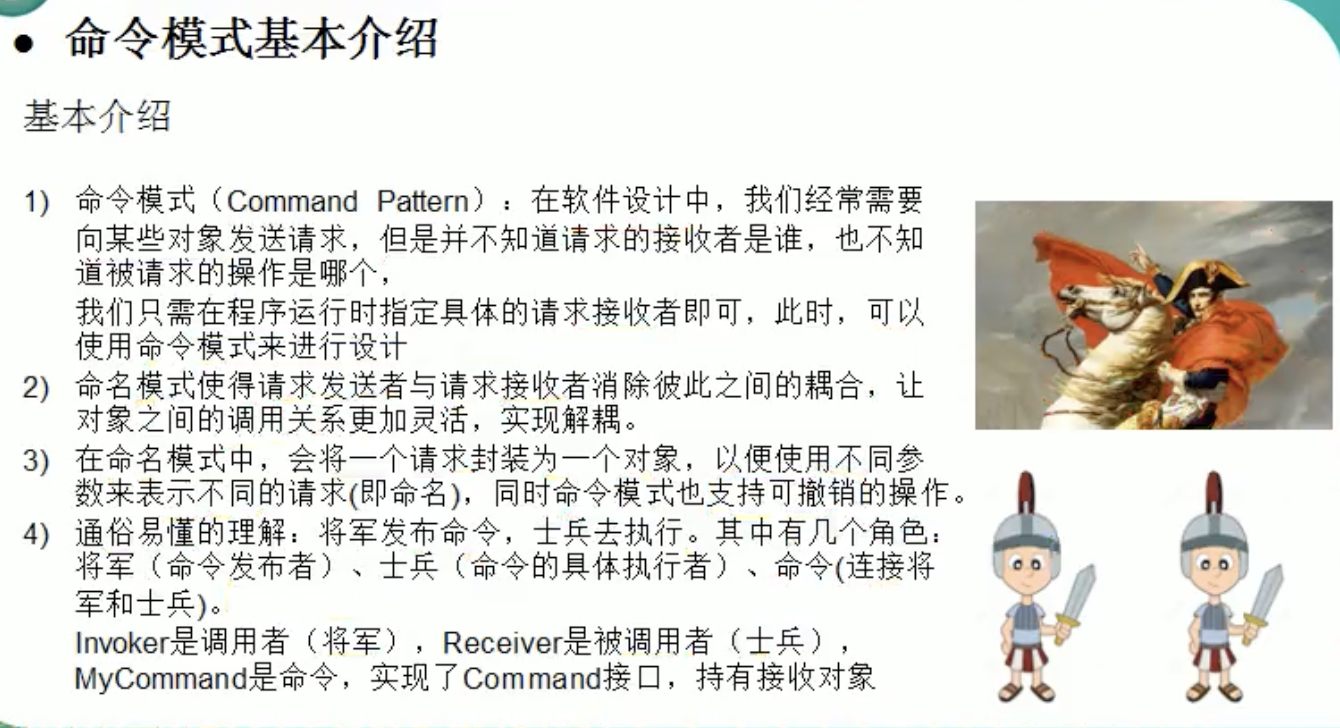 ● 命令模式基本介绍
基本介绍
1) 命令模式（Command Pattern）：在软件设计中，我们经常需要
向某些对象发送请求，但是并不知道请求的接收者是谁，也不知
道被请求的操作是哪个，
我们只需在程序运行时指定具体的请求接收者即可，此时，可以
使用命令模式来进行设计
2) 命名模式使得请求发送者与请求接收者消除彼此之间的耦合，让
对象之间的调用关系更加灵活，实现解耦。
3) 在命名模式中，会将一个请求封装为一个对象，以便使用不同参
数来表示不同的请求(即命名)，同时命令模式也支持可撤销的操作。
4) 通俗易懂的理解：将军发布命令，士兵去执行。其中有几个角色：
将军（命令发布者）、士兵（命令的具体执行者）、命令(连接将
军和士兵)。
Invoker是调用者（将军），Receiver是被调用者（士兵），
MyCommand是命令，实现了Command接口，持有接收对象